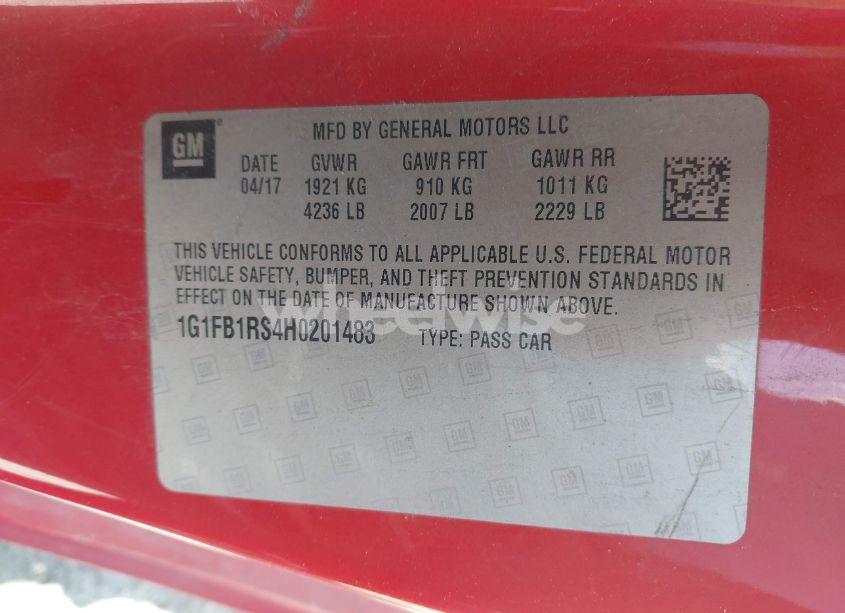 GM
MFD BY GENERAL MOTORS LLC
DATE GVWR GAWR FRT GAWR RR
04/17 1921 KG 910 KG 1011 KG
4236 LB 2007 LB 2229 LB
THIS VEHICLE CONFORMS TO ALL APPLICABLE U.S. FEDERAL MOTOR
VEHICLE SAFETY, BUMPER, AND THEFT PREVENTION STANDARDS IN
EFFECT ON THE DATE OF MANUFACTURE SHOWN ABOVE.
wheelwise
1G1FB1RS4H0201483 TYPE: PASS CAR